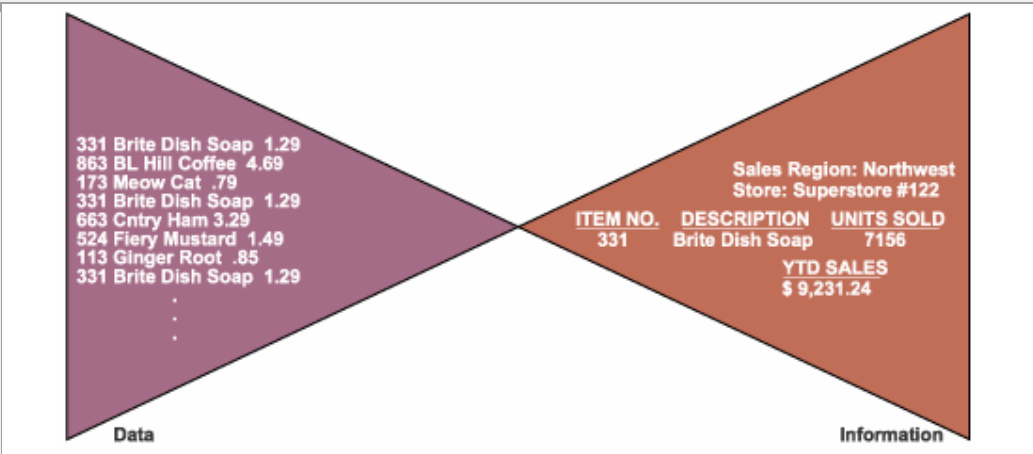 331 Brite Dish Soap 1.29
863 BL Hill Coffee 4.69
173 Meow Cat .79
331 Brite Dish Soap 1.29
663 Cntry Ham 3.29
524 Fiery Mustard 1.49
113 Ginger Root .85
331 Brite Dish Soap 1.29
.
.
.
Data
Sales Region: Northwest
Store: Superstore #122
ITEM NO. DESCRIPTION UNITS SOLD
331 Brite Dish Soap 7156
YTD SALES
$ 9,231.24
Information